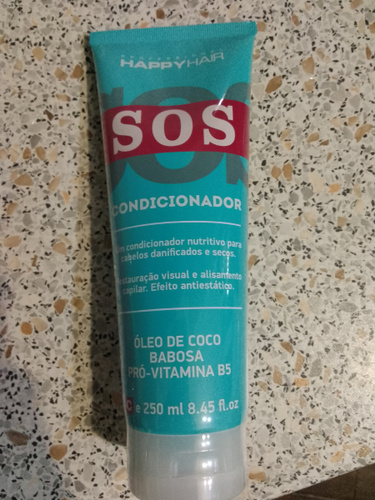 HAPPYHAIR
SOS
CONDICIONADOR
Um condicionador nutritivo para
cabelos danificados e secos.
Restauração visual e alisamento
capilar. Efeito antiestático.
ÓLEO DE COCO
BABOSA
PRÓ-VITAMINA B5
e 250 ml 8.45 fl.oz